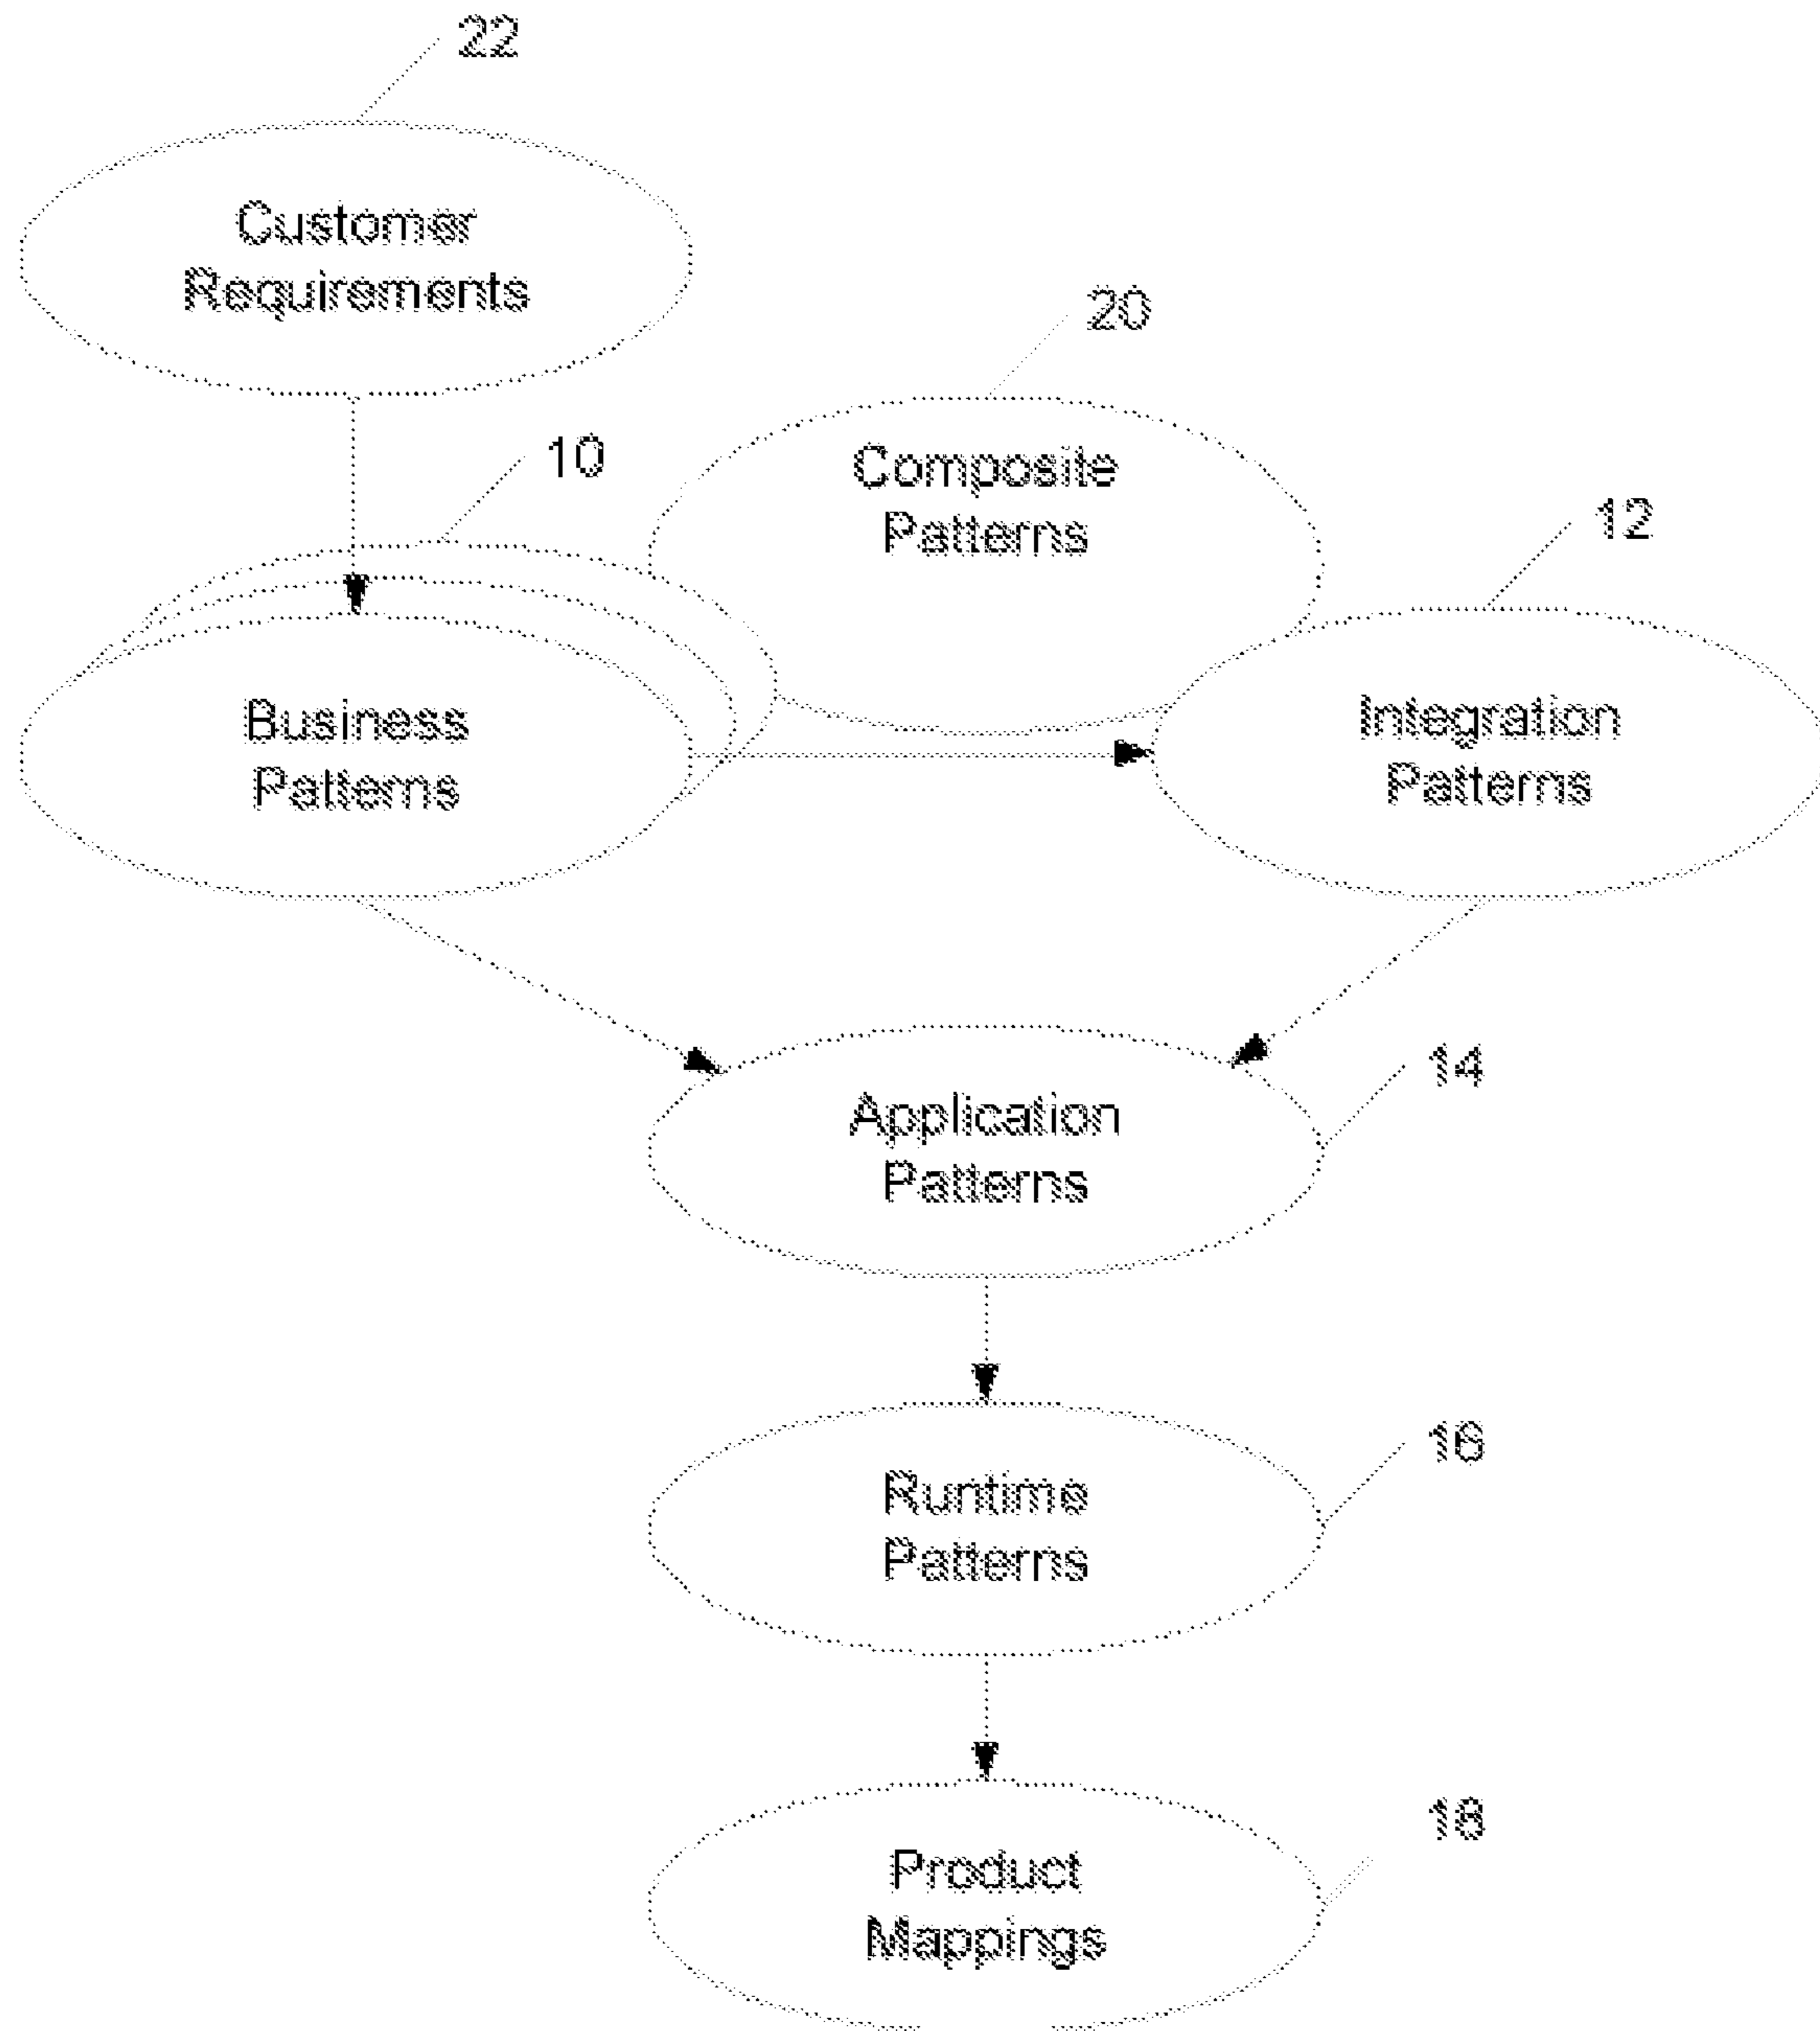 22
Customer
Requirements
20
Composite
Patterns
10
12
Business
Patterns
Integration
Patterns
14
Application
Patterns
16
Runtime
Patterns
18
Product
Mappings